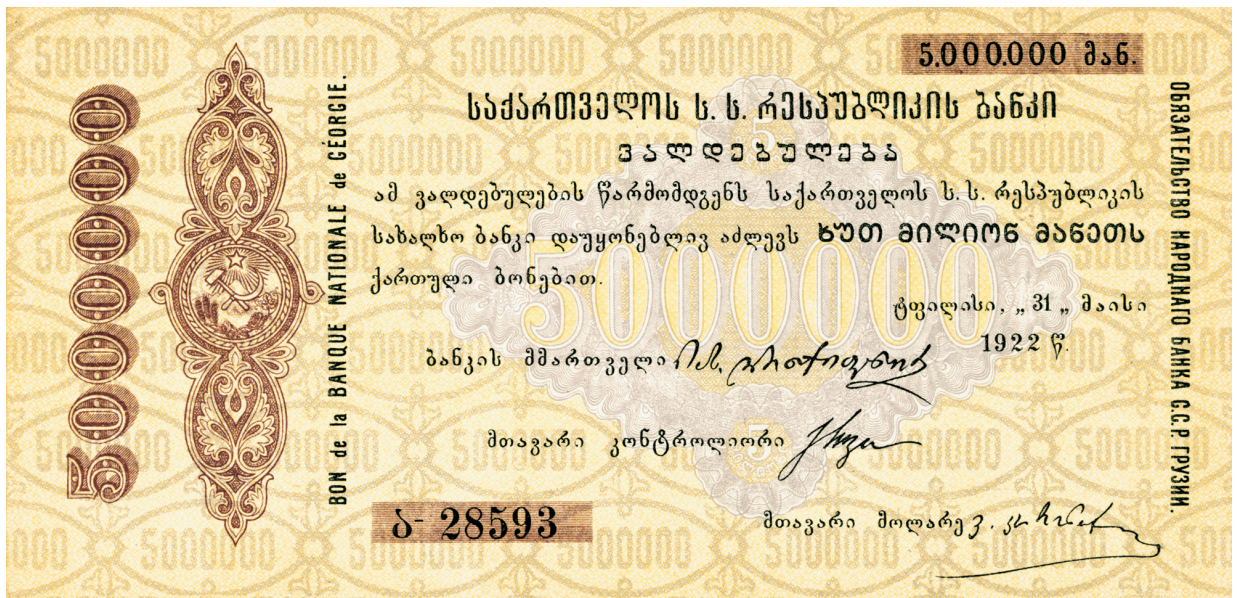 5.000.000 მან.
საქართველოს ს. ს. რესპუბლიკის ბანკი
ვალდებულება
ამ ვალდებულების წარმომდგენს საქართველოს ს. ს. რესპუბლიკის
სახალხო ბანკი დაუყონებლივ აძლევს ხუთ მილიონ მანეთს
ქართული ბონებით.
ტფილისი, „ 31 „ მაისი
1922 წ.
ბანკის მმართველი
მთავარი კონტროლიორი
მთავარი მოლარე
ა- 28593
5000000
BON de la BANQUE NATIONALE de GÉORGIE.
ОБЯЗАТЕЛЬСТВО НАРОДНАГО БАНКА С.С.Р. ГРУЗИИ.
5000000
5
5